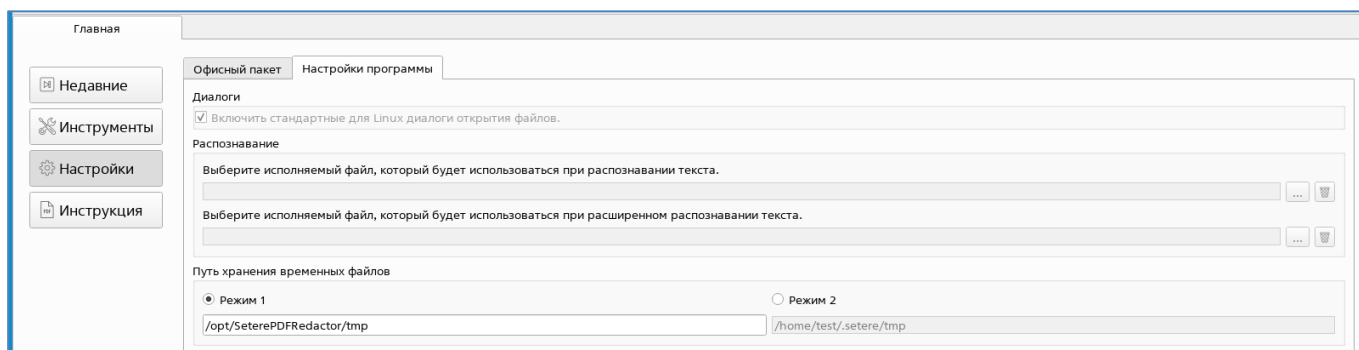 Главная
Недавние
Инструменты
Настройки
Инструкция
Офисный пакет
Настройки программы
Диалоги
Включить стандартные для Linux диалоги открытия файлов.
Распознавание
Выберите исполняемый файл, который будет использоваться при распознавании текста.
...
Выберите исполняемый файл, который будет использоваться при расширенном распознавании текста.
...
Путь хранения временных файлов
Режим 1
Режим 2
/opt/SeterePDFRedactor/tmp
/home/test/.setere/tmp